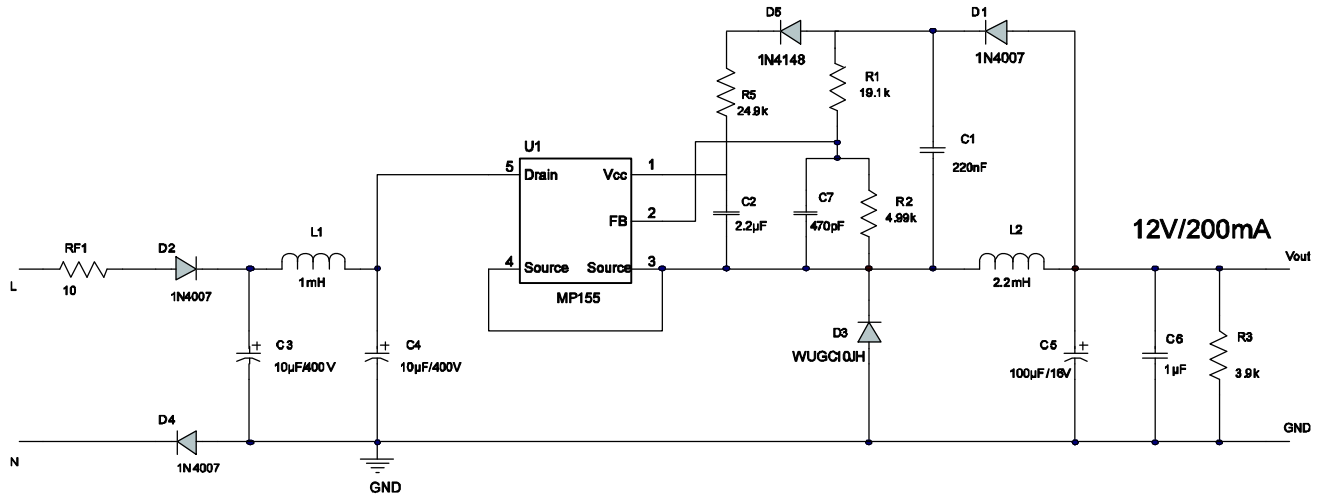 D5
1N4148
D1
1N4007
R5
24.9k
R1
19.1k
C1
220nF
U1
5
Drain
Vcc
1
FB
2
4
Source
Source
3
MP155
C2
2.2µF
C7
470pF
R2
4.99k
L2
2.2mH
12V/200mA
Vout
L
RF1
10
D2
1N4007
L1
1mH
C3
10µF/400V
C4
10µF/400V
D3
WUGC10JH
C5
100µF/16V
C6
1µF
R3
3.9k
N
D4
1N4007
GND
GND